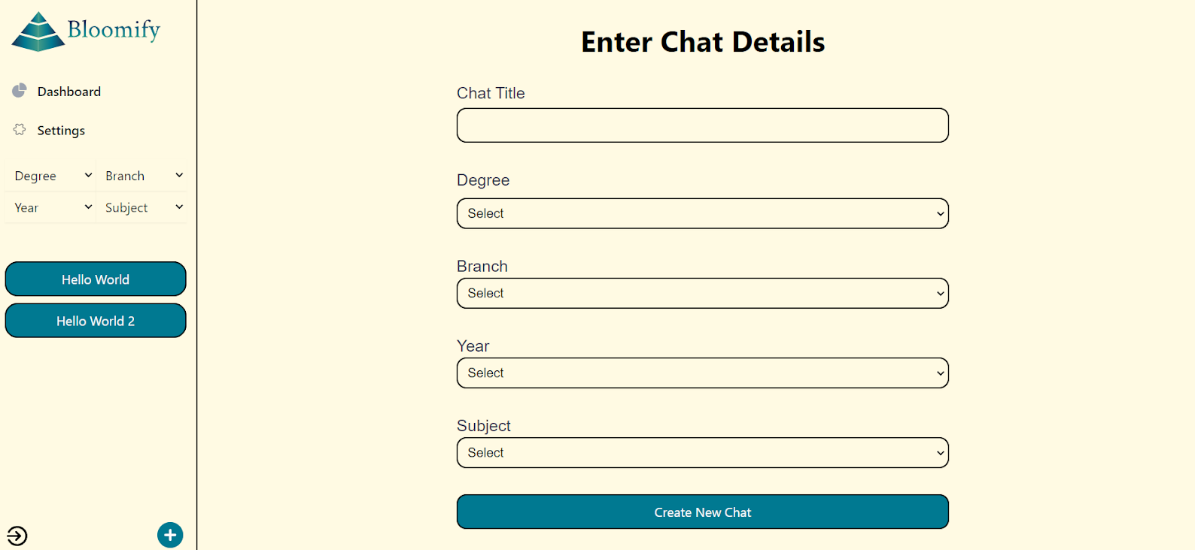 Bloomify
Dashboard
Settings
Degree Branch
Year Subject
Hello World
Hello World 2
Enter Chat Details
Chat Title
Degree
Select
Branch
Select
Year
Select
Subject
Select
Create New Chat